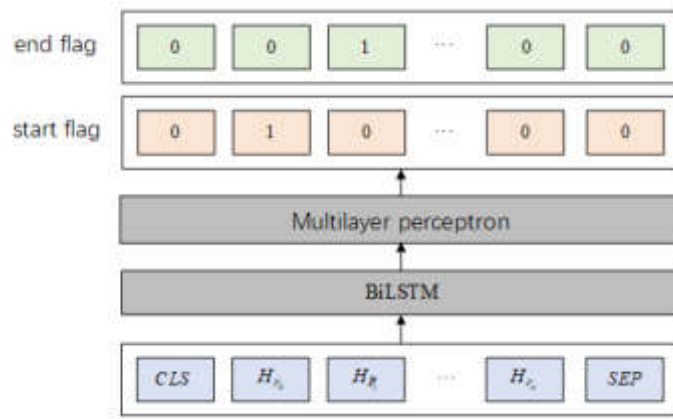 end flag 0 0 1 ... 0 0
start flag 0 1 0 ... 0 0
Multilayer perceptron
BiLSTM
CLS H ... H SEP